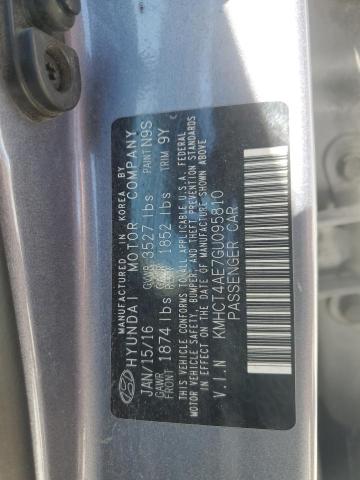 MANUFACTURED IN KOREA BY
HYUNDAI MOTOR COMPANY
JAN/15/16 GVWR 3527 lbs PAINT N9S
GAWR FRONT 1874 lbs 1852 lbs TRIM 9Y
THIS VEHICLE CONFORMS TO ALL APPLICABLE U.S.A. FEDERAL
MOTOR VEHICLE SAFETY, BUMPER, AND THEFT PREVENTION STANDARDS
IN EFFECT ON THE DATE OF MANUFACTURE SHOWN ABOVE.
V.I.N KMHCT4AE7GU095810
PASSENGER CAR